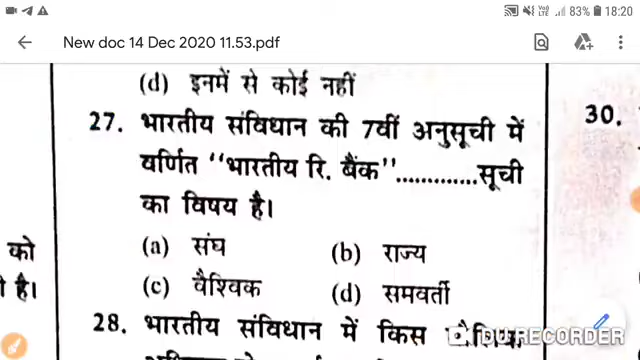 83% 18:20
New doc 14 Dec 2020 11.53.pdf
(d) इनमें से कोई नहीं
27. भारतीय संविधान की 7वीं अनुसूची में
वर्णित "भारतीय रि. बैंक".............सूची
का विषय है।
(a) संघ (b) राज्य
(c) वैश्विक (d) समवर्ती
28. भारतीय संविधान में किस
30.
को
है।
RECORDER